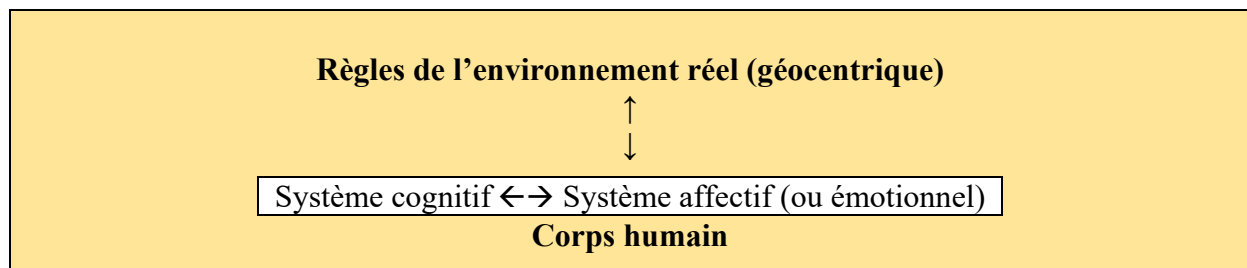 Règles de l’environnement réel (géocentrique)
↑
↓
Système cognitif ←→ Système affectif (ou émotionnel)
Corps humain